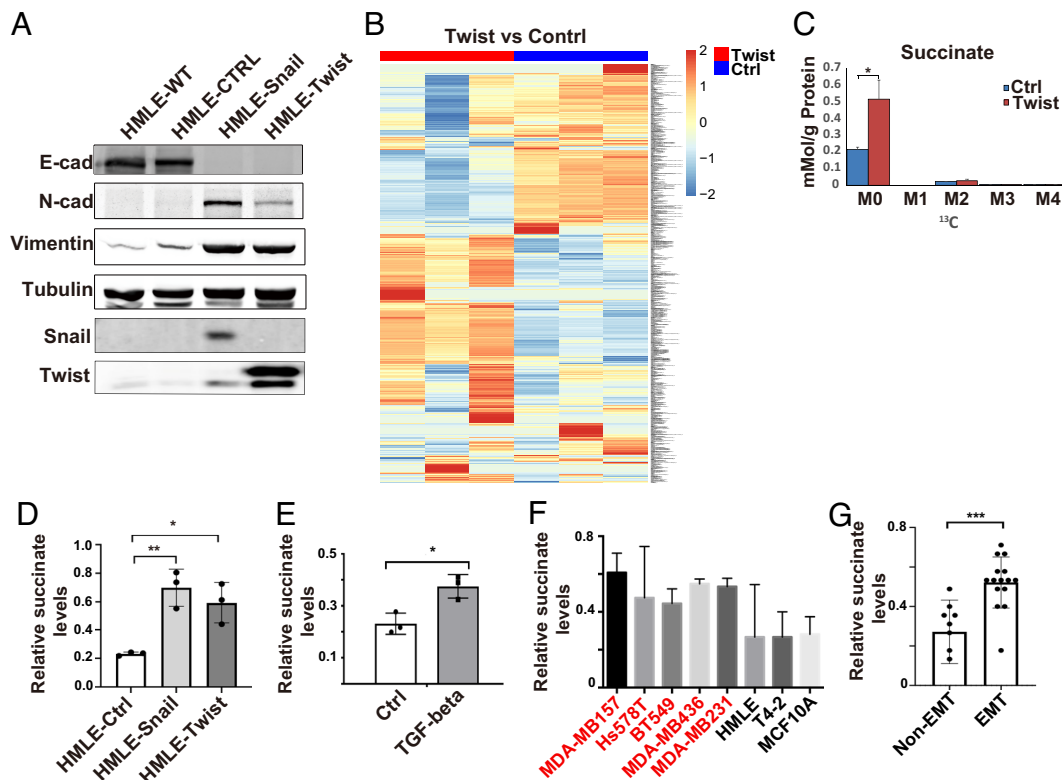 A
HMLE-WT
HMLE-CTRL
HMLE-Snail
HMLE-Twist
E-cad
N-cad
Vimentin
Tubulin
Snail
Twist
B
Twist vs Contrl
2
1
0
−1
−2
Twist
Ctrl
C
Succinate
mMol/g Protein
0.7
0.6
0.5
0.4
0.3
0.2
0.1
0
*
Ctrl
Twist
M0 M1 M2 M3 M4
13C
D
Relative succinate
levels
1.0
0.8
0.6
0.4
0.2
0.0
**
*
HMLE-Ctrl
HMLE-Snail
HMLE-Twist
E
Relative succinate
levels
0.5
0.3
0.1
*
Ctrl
TGF-beta
F
Relative succinate
levels
0.8
0.4
0
MDA-MB157
Hs578T
BT549
MDA-MB436
MDA-MB231
HMLE
T4-2
MCF10A
G
Relative succinate
levels
0.8
0.4
0
***
Non-EMT
EMT